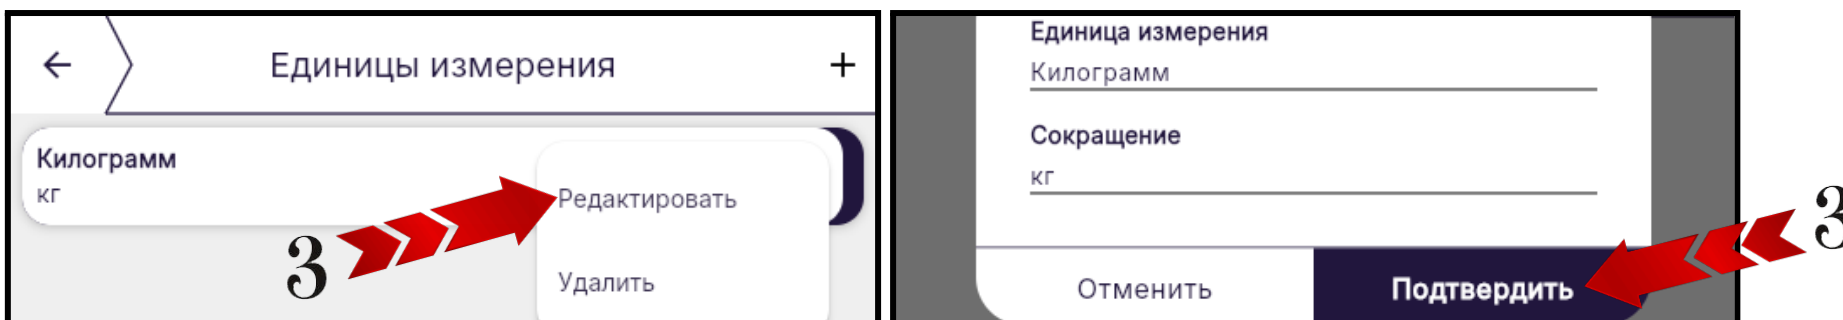 Единицы измерения
Килограмм
кг
Редактировать
3
Удалить
Единица измерения
Килограмм
Сокращение
кг
3
Отменить
Подтвердить